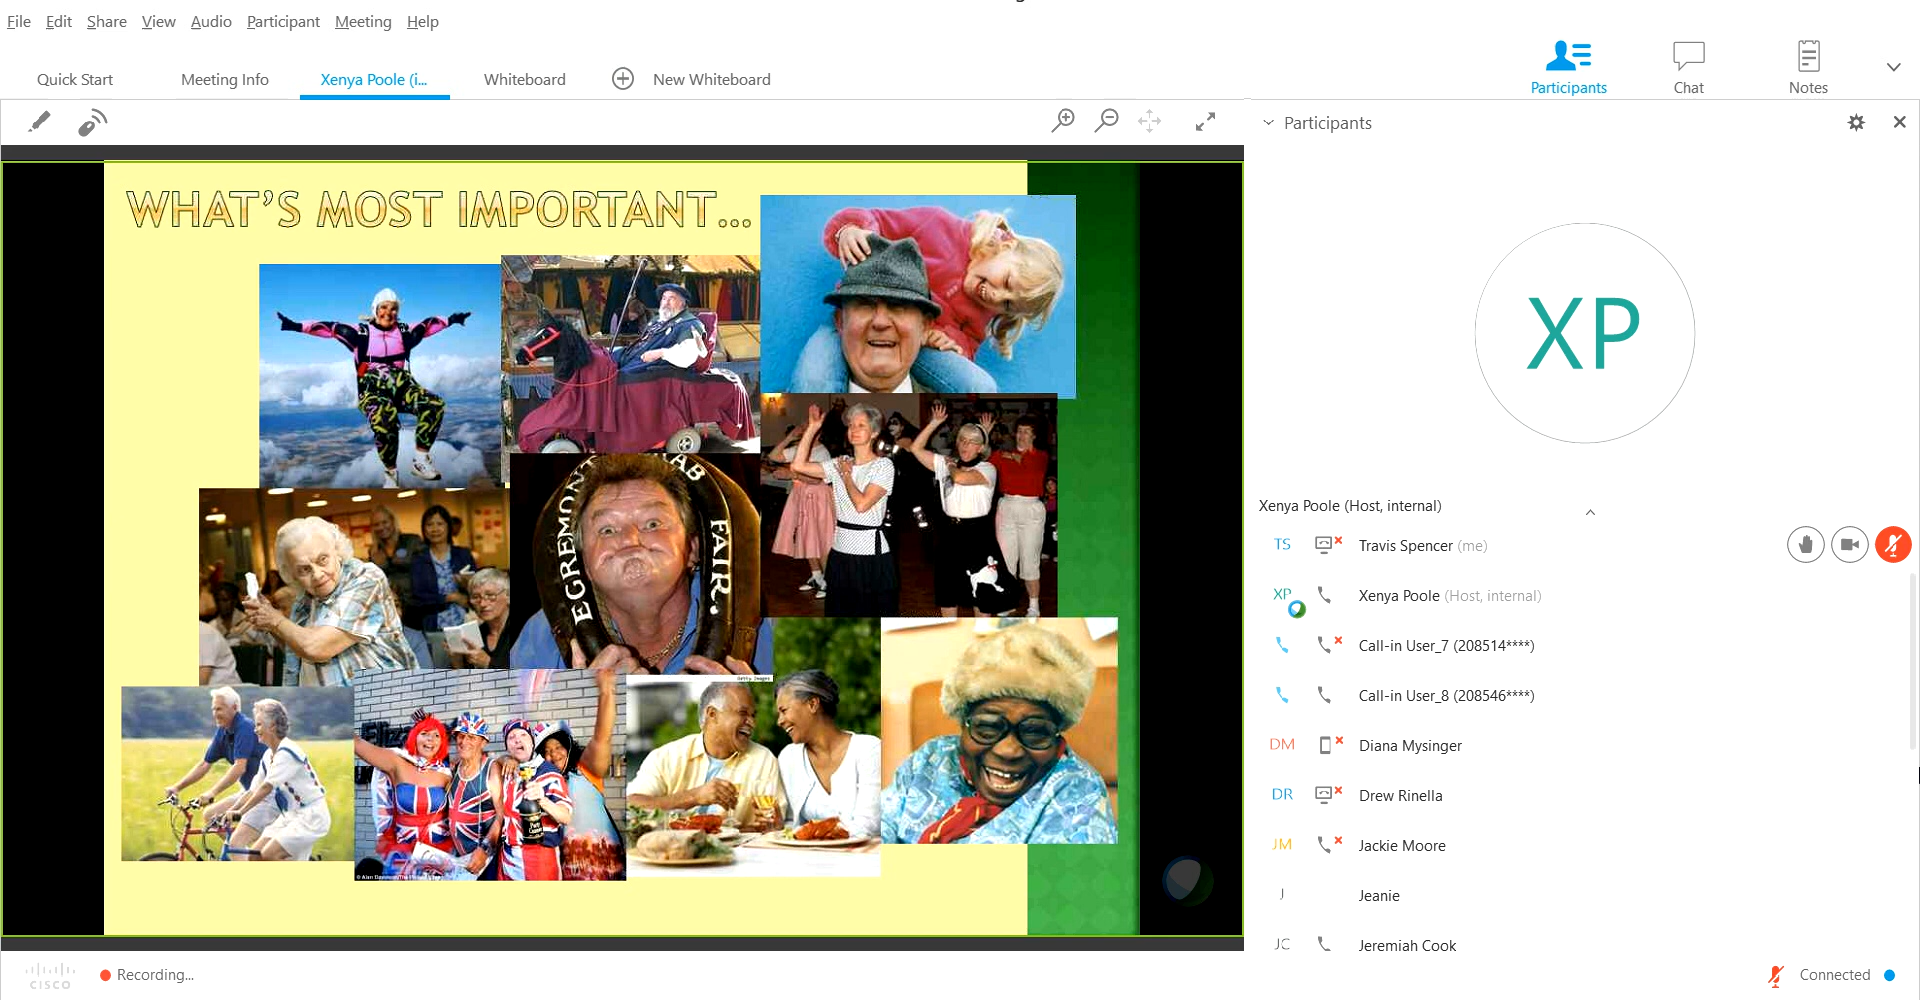 File Edit Share View Audio Participant Meeting Help
Quick Start Meeting Info Xenya Poole (i... Whiteboard New Whiteboard
Participants Chat Notes
Participants
WHAT'S MOST IMPORTANT...
EGREMONT CRAB FAIR.
Getty Images
XP
Xenya Poole (Host, internal)
TS Travis Spencer (me)
XP Xenya Poole (Host, internal)
Call-in User_7 (208514****)
Call-in User_8 (208546****)
DM Diana Mysinger
DR Drew Rinella
JM Jackie Moore
J Jeanie
JC Jeremiah Cook
CISCO
Recording...
Connected